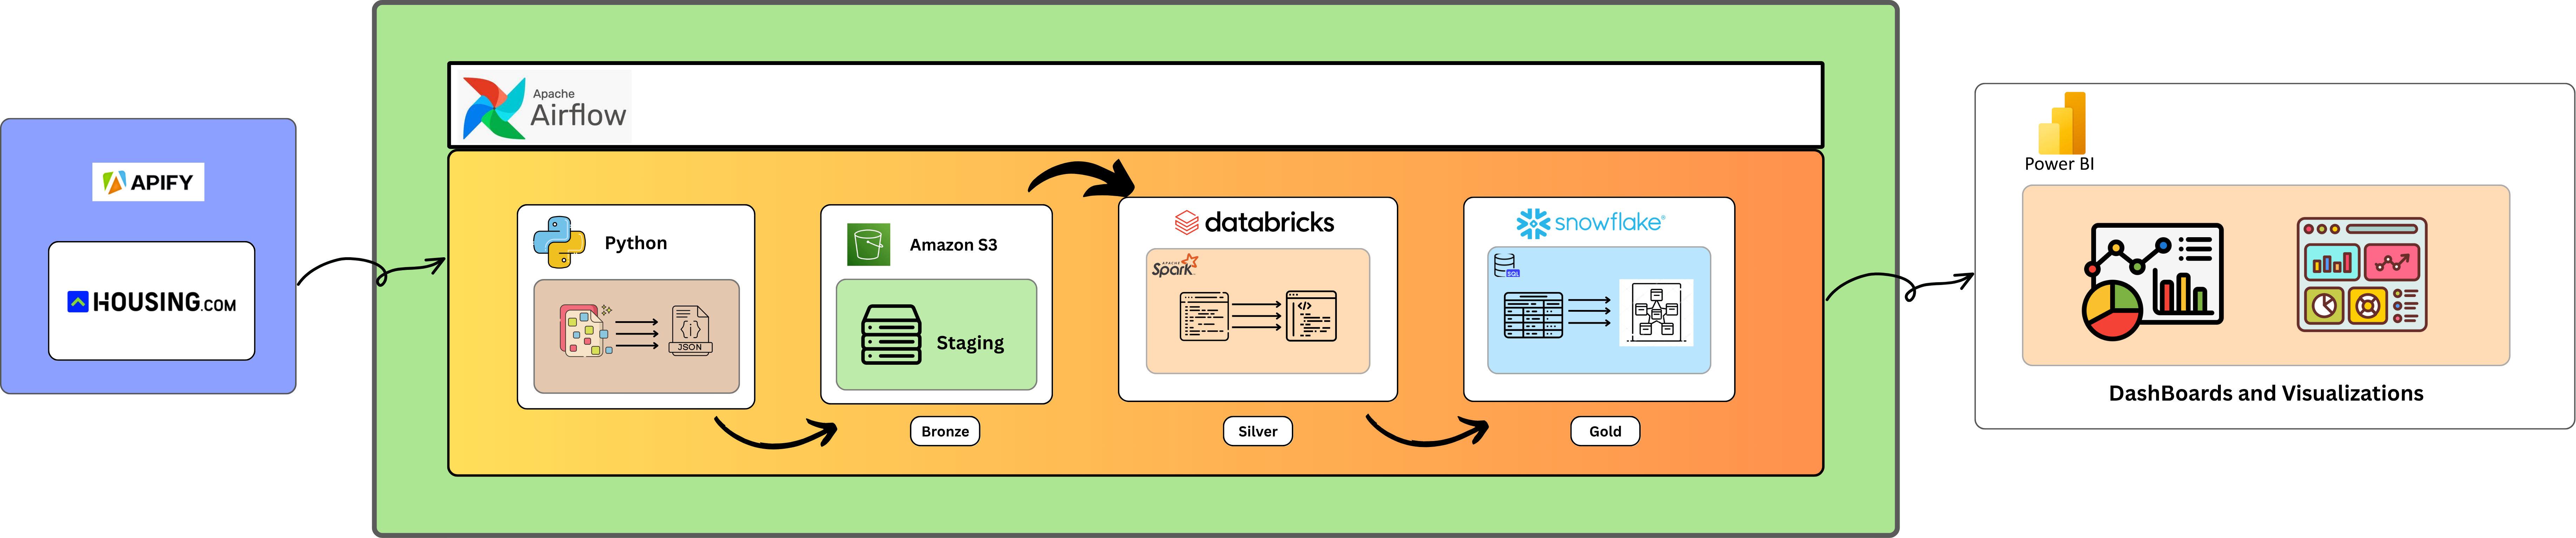 APIFY
HOUSING.COM
Apache
Airflow
Python
JSON
Amazon S3
Staging
Bronze
databricks
APACHE
Spark
Silver
snowflake®
SQL
Gold
Power BI
DashBoards and Visualizations